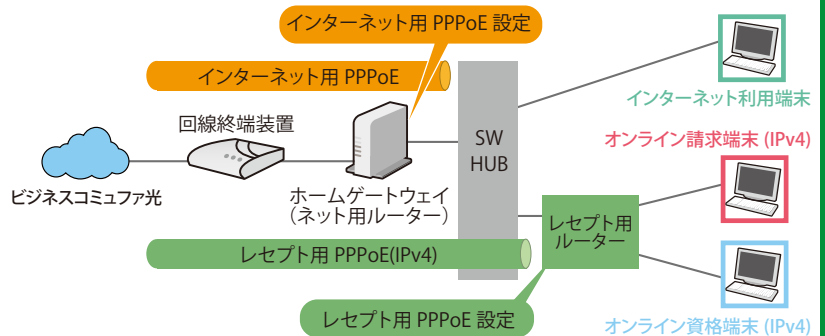 インターネット用 PPPoE 設定
インターネット用 PPPoE
インターネット利用端末
回線終端装置
SW
HUB
オンライン請求端末 (IPv4)
ビジネスコミュファ光
ホームゲートウェイ
（ネット用ルーター）
レセプト用
ルーター
レセプト用 PPPoE(IPv4)
レセプト用 PPPoE 設定
オンライン資格端末 (IPv4)